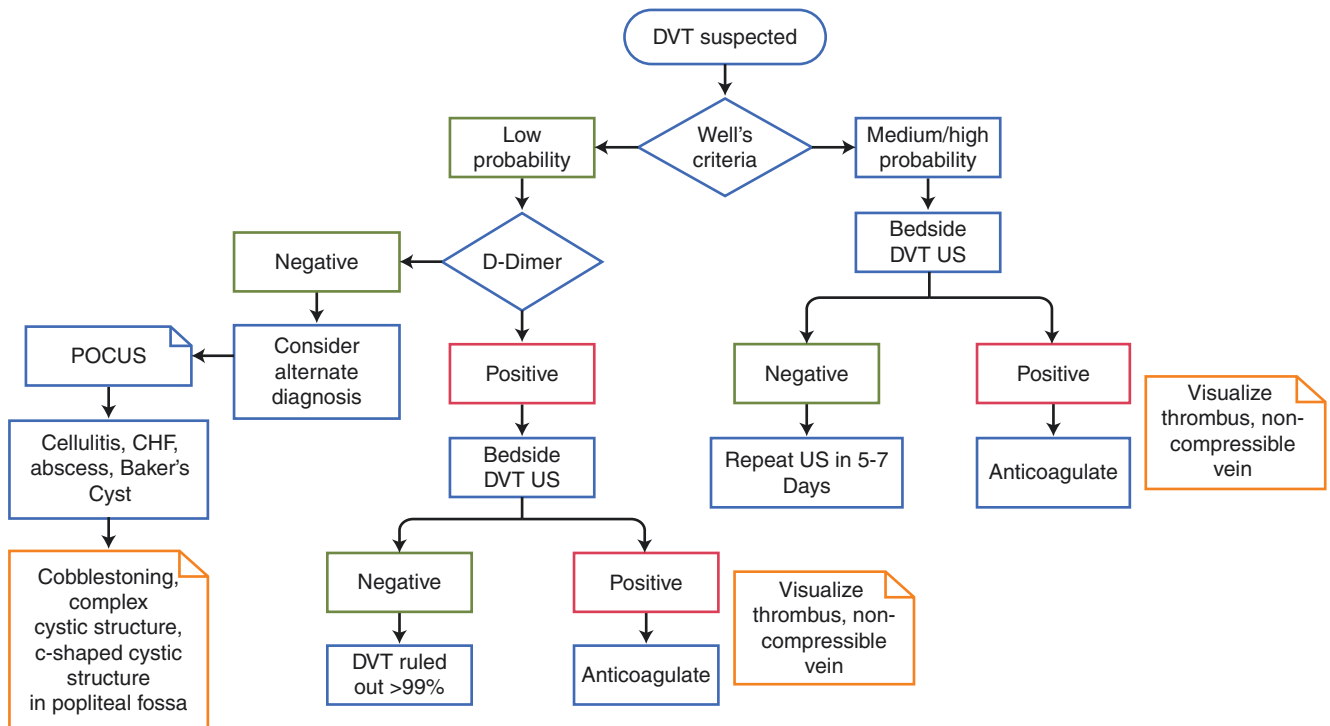 DVT suspected
Low
probability
Well's
criteria
Medium/high
probability
Negative
D-Dimer
Bedside
DVT US
POCUS
Consider
alternate
diagnosis
Positive
Negative
Positive
Visualize
thrombus, non-
compressible
vein
Cellulitis, CHF,
abscess, Baker's
Cyst
Bedside
DVT US
Repeat US in 5-7
Days
Anticoagulate
Cobblestoning,
complex
cystic structure,
c-shaped cystic
structure
in popliteal fossa
Negative
Positive
Visualize
thrombus, non-
compressible
vein
DVT ruled
out >99%
Anticoagulate